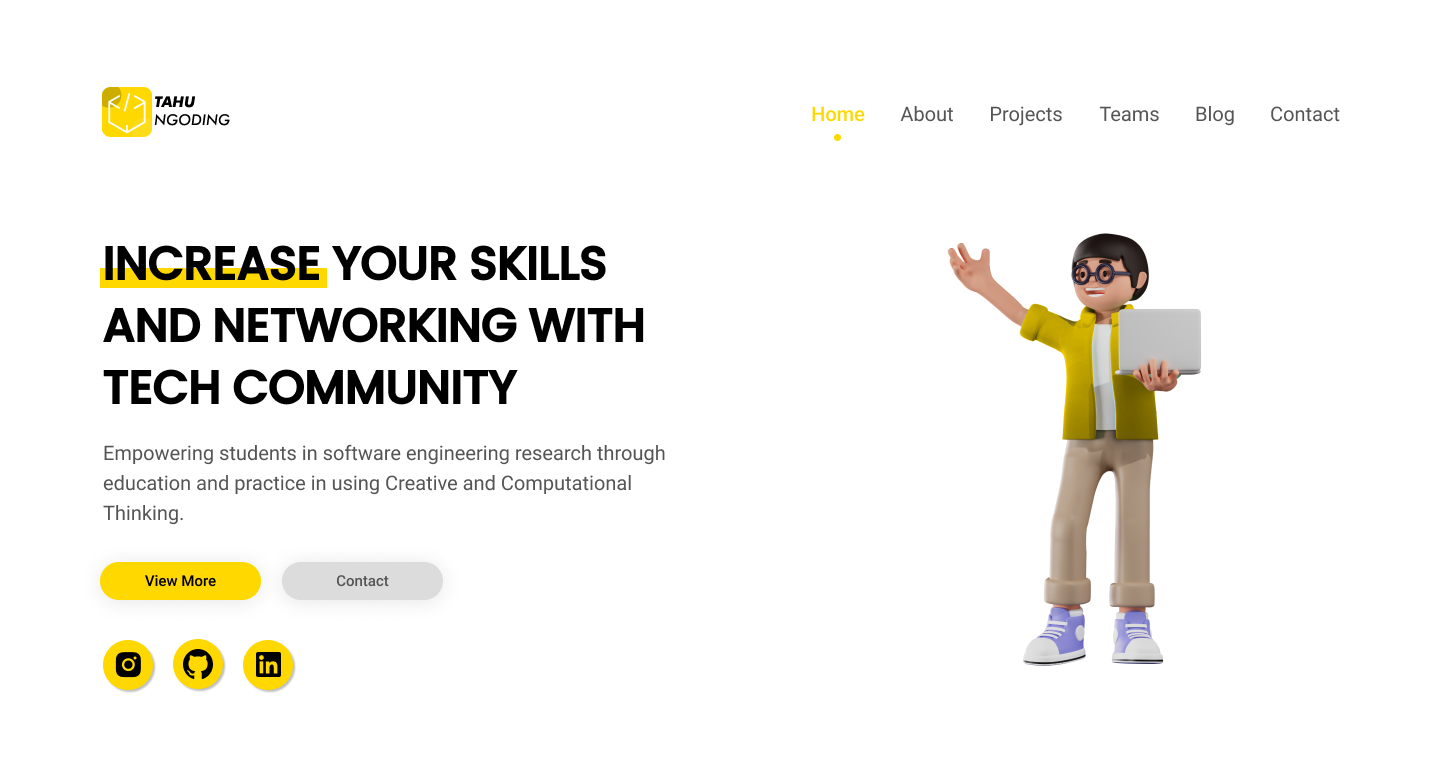 TAHU
NGODING
Home About Projects Teams Blog Contact
INCREASE YOUR SKILLS
AND NETWORKING WITH
TECH COMMUNITY
Empowering students in software engineering research through
education and practice in using Creative and Computational
Thinking.
View More Contact
in